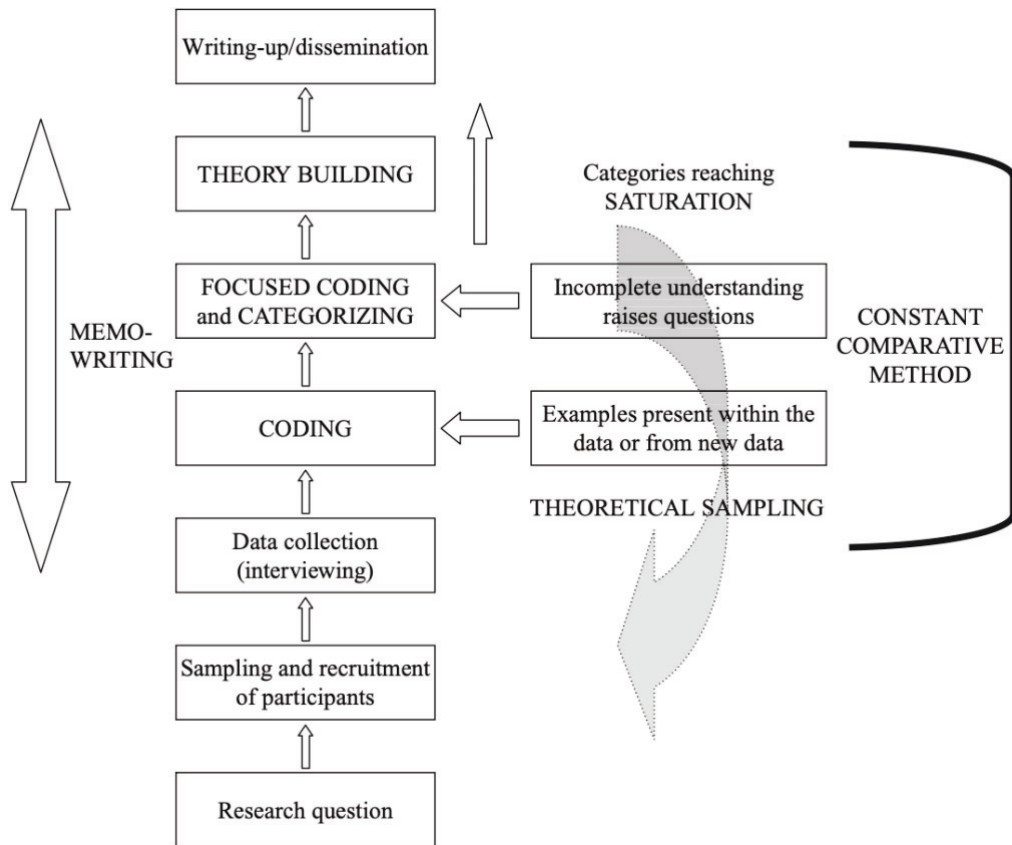 Writing-up/dissemination
THEORY BUILDING
Categories reaching
SATURATION
FOCUSED CODING
and CATEGORIZING
Incomplete understanding
raises questions
MEMO-
WRITING
CONSTANT
COMPARATIVE
METHOD
CODING
Examples present within the
data or from new data
THEORETICAL SAMPLING
Data collection
(interviewing)
Sampling and recruitment
of participants
Research question